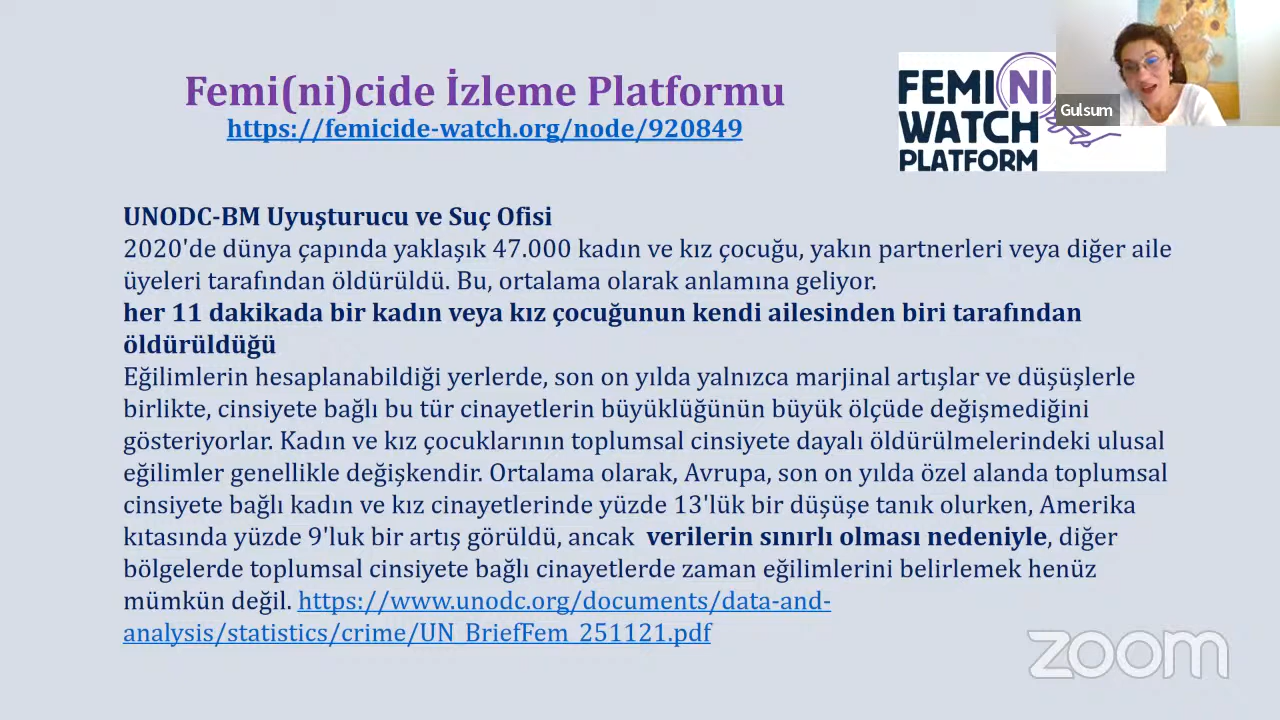 Femi(ni)cide İzleme Platformu
https://femicide-watch.org/node/920849
FEMI NI
WATCH
PLATFORM
Gulsum
UNODC-BM Uyuşturucu ve Suç Ofisi
2020'de dünya çapında yaklaşık 47.000 kadın ve kız çocuğu, yakın partnerleri veya diğer aile
üyeleri tarafından öldürüldü. Bu, ortalama olarak anlamına geliyor.
her 11 dakikada bir kadın veya kız çocuğunun kendi ailesinden biri tarafından
öldürüldüğü
Eğilimlerin hesaplanabildiği yerlerde, son on yılda yalnızca marjinal artışlar ve düşüşlerle
birlikte, cinsiyete bağlı bu tür cinayetlerin büyüklüğünün büyük ölçüde değişmediğini
gösteriyorlar. Kadın ve kız çocuklarının toplumsal cinsiyete dayalı öldürülmelerindeki ulusal
eğilimler genellikle değişkendir. Ortalama olarak, Avrupa, son on yılda özel alanda toplumsal
cinsiyete bağlı kadın ve kız cinayetlerinde yüzde 13'lük bir düşüşe tanık olurken, Amerika
kıtasında yüzde 9'luk bir artış görüldü, ancak verilerin sınırlı olması nedeniyle, diğer
bölgelerde toplumsal cinsiyete bağlı cinayetlerde zaman eğilimlerini belirlemek henüz
mümkün değil. https://www.unodc.org/documents/data-and-
analysis/statistics/crime/UN_BriefFem_251121.pdf
zoom